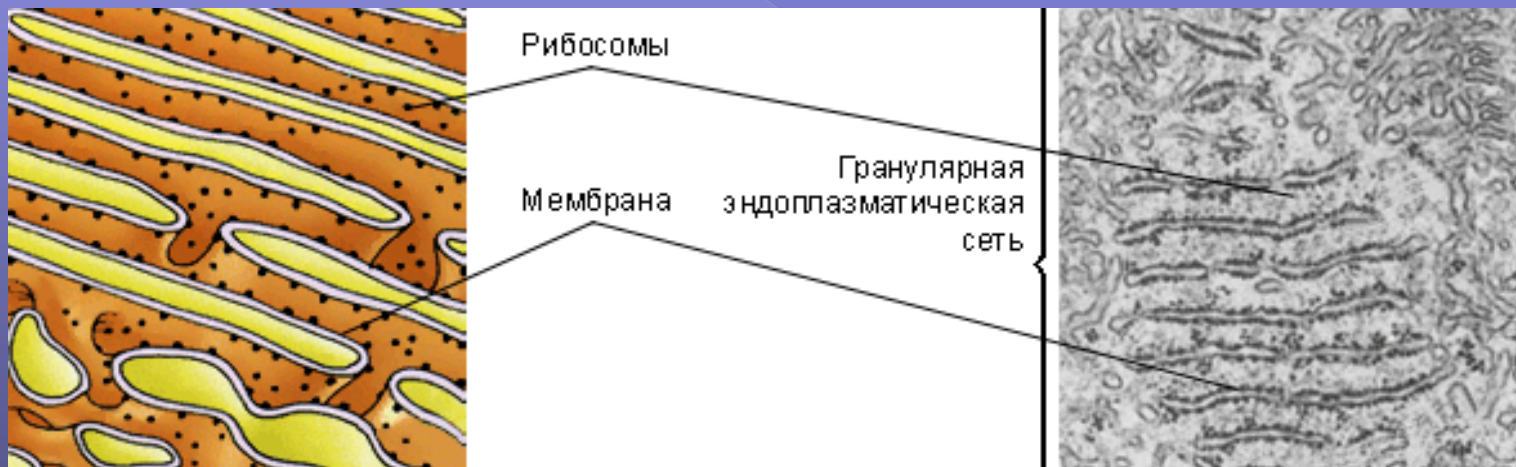 Рибосомы
Мембрана
Гранулярная
эндоплазматическая
сеть